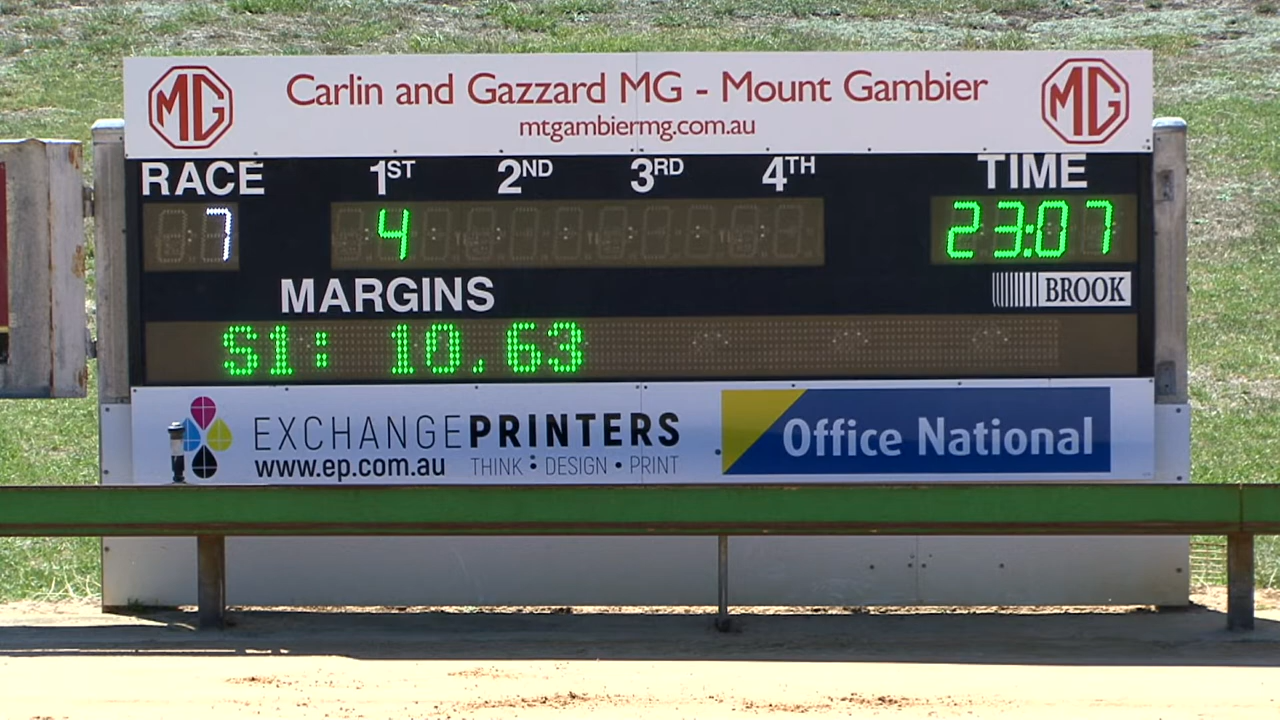 MG Carlin and Gazzard MG - Mount Gambier MG
mtgambiermg.com.au
RACE 1ST 2ND 3RD 4TH TIME
7 4 23:07
MARGINS BROOK
S1: 10.63
EXCHANGEPRINTERS Office National
www.ep.com.au THINK • DESIGN • PRINT